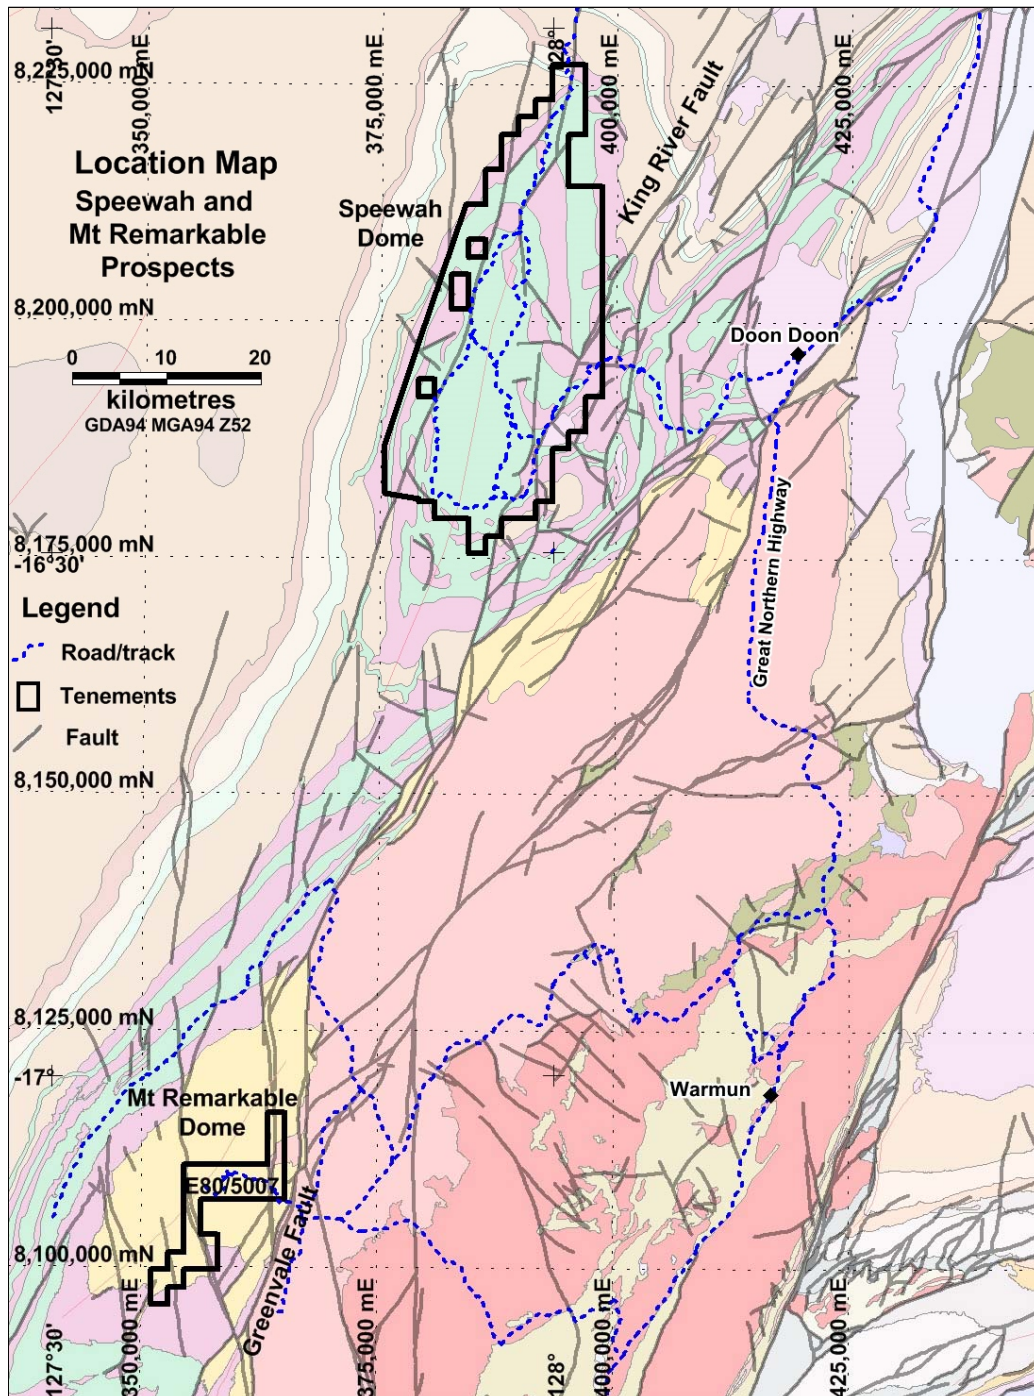 127°30'
350,000 mE
375,000 mE
128°
400,000 mE
425,000 mE
8,225,000 mN
King River Fault
Location Map
Speewah and
Mt Remarkable
Prospects
Speewah
Dome
8,200,000 mN
0 10 20
kilometres
GDA94 MGA94 Z52
Doon Doon
Great Northern Highway
8,175,000 mN
-16°30'
Legend
Road/track
Tenements
Fault
8,150,000 mN
8,125,000 mN
-17°
Mt Remarkable
Dome
Warmun
E80/5007
Greenvale Fault
8,100,000 mN
127°30'
350,000 mE
375,000 mE
128°
400,000 mE
425,000 mE